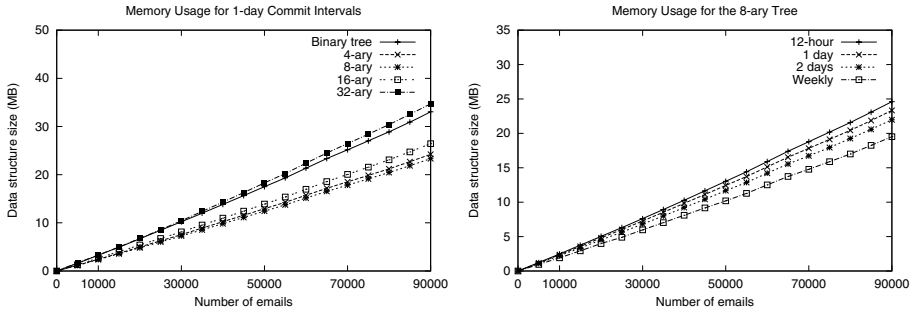 Memory Usage for 1-day Commit Intervals
50
40
30
20
10
0
Data structure size (MB)
Binary tree
4-ary
8-ary
16-ary
32-ary
0 10000 30000 50000 70000 90000
Number of emails
Memory Usage for the 8-ary Tree
35
30
25
20
15
10
5
0
Data structure size (MB)
12-hour
1 day
2 days
Weekly
0 10000 30000 50000 70000 90000
Number of emails